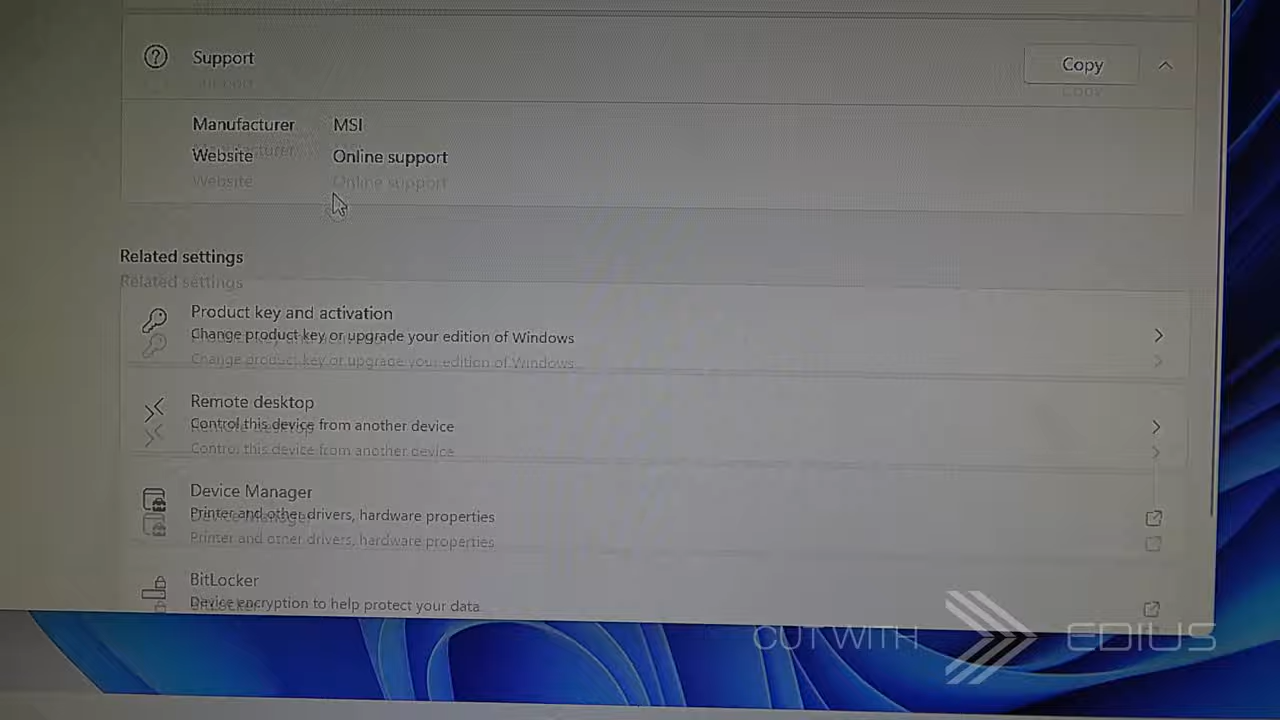 Support
Copy
Manufacturer MSI
Website Online support
Related settings
Product key and activation
Change product key or upgrade your edition of Windows
Remote desktop
Control this device from another device
Device Manager
Printer and other drivers, hardware properties
BitLocker
Device encryption to help protect your data
CUT WITH EDIUS